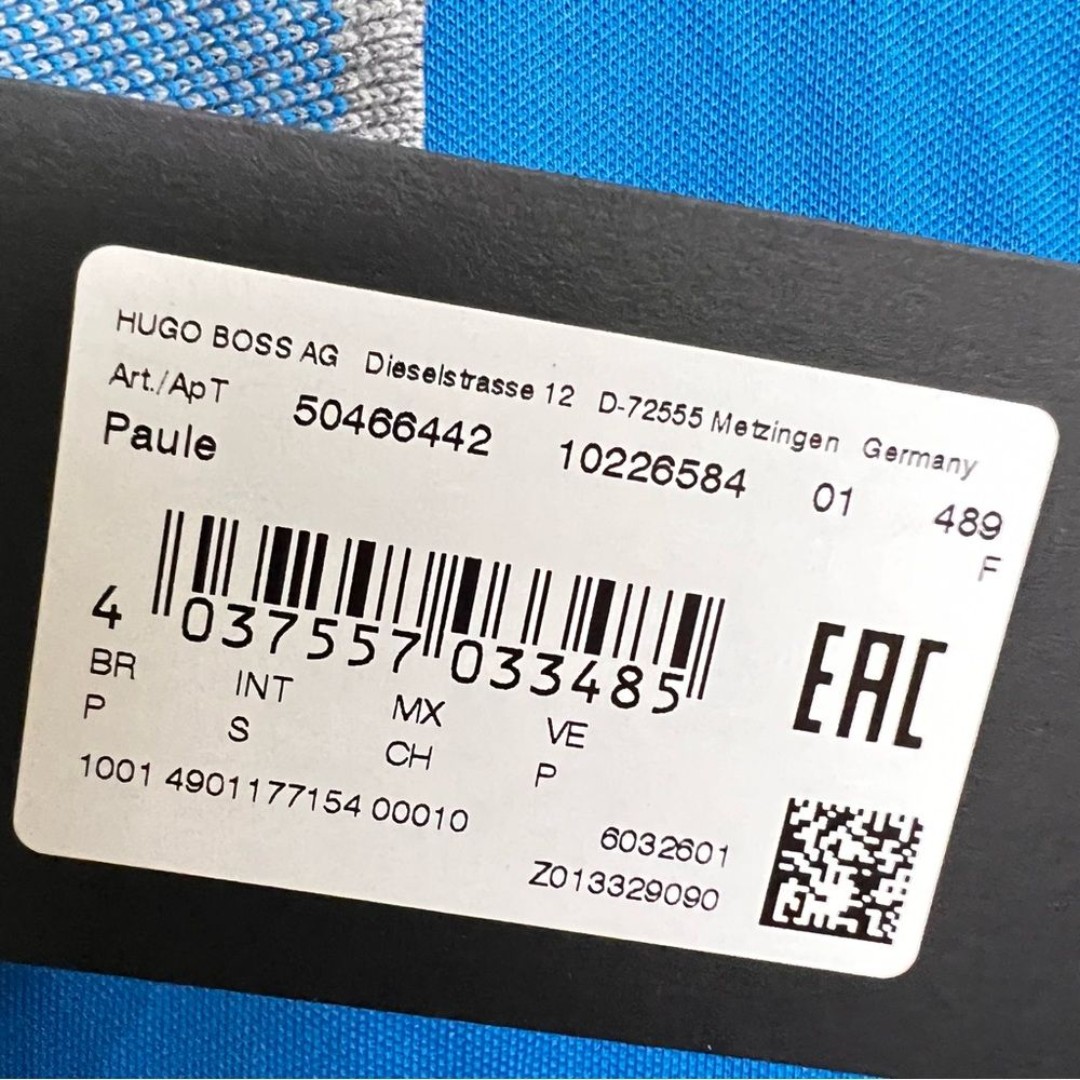 HUGO BOSS AG Dieselstrasse 12 D-72555 Metzingen Germany
Art./ApT 50466442 10226584 01 489
Paule F
4 037557 033485
EAC
BR INT MX VE
P S CH P
1001 4901177154 00010
6032601
Z013329090